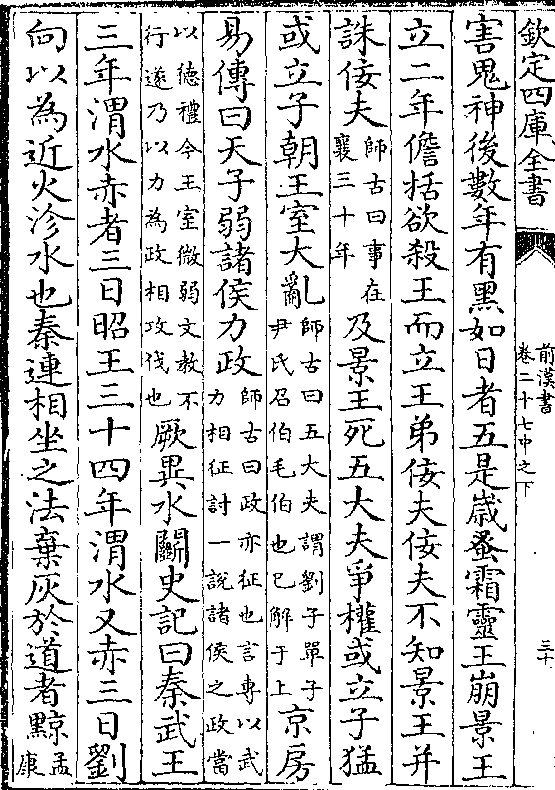 欽定四庫全書
前漢書
卷二十七中之下
三十
害鬼神後數年有黑如日者五是歲蚤霜靈王崩景王
立二年儋括欲殺王而立王弟佞夫佞夫不知景王并
誅佞夫師古曰事在襄三十年及景王死五大夫爭權或立子猛
或立子朝王室大亂師古曰五大夫謂劉子單子尹氏召伯毛伯也已解于上京房
易傳曰天子弱諸侯力政師古曰政亦征也言專以武力相征討一說諸侯之政當
以德禮今王室微弱文教不行遂乃以力為政相攻伐也厥異水鬬史記曰秦武王
三年渭水赤者三日昭王三十四年渭水又赤三日劉
向以為近火沴水也秦連相坐之法棄灰於道者黥孟康